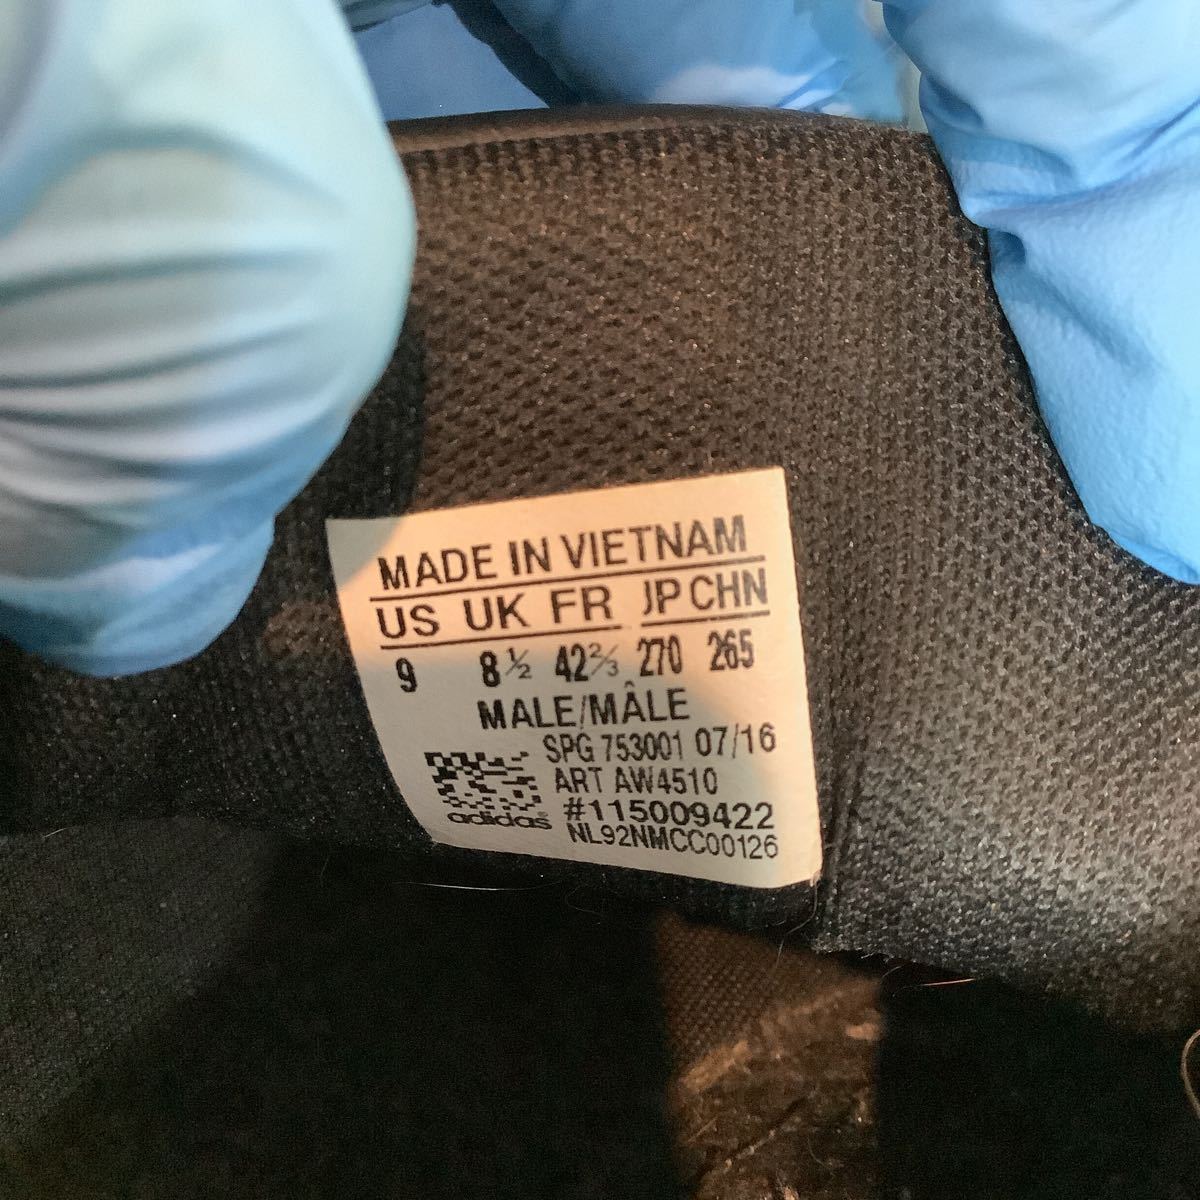 MADE IN VIETNAM
US UK FR JP CHN
9 8½ 42⅔ 270 265
MALE/MÂLE
SPG 753001 07/16
ART AW4510
#115009422
adidas NL92NMCC00126